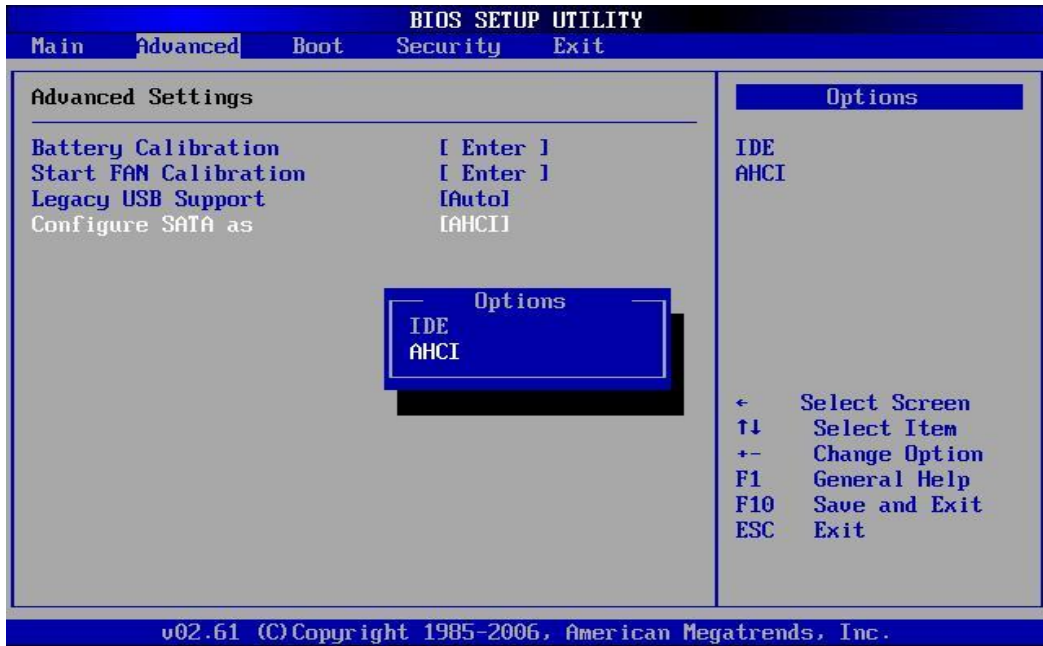 BIOS SETUP UTILITY
Main Advanced Boot Security Exit
Advanced Settings
Battery Calibration [ Enter ]
Start FAN Calibration [ Enter ]
Legacy USB Support [Auto]
Configure SATA as [AHCI]
Options
IDE
AHCI
Options
IDE
AHCI
← Select Screen
↑↓ Select Item
+- Change Option
F1 General Help
F10 Save and Exit
ESC Exit
v02.61 (C)Copyright 1985-2006, American Megatrends, Inc.